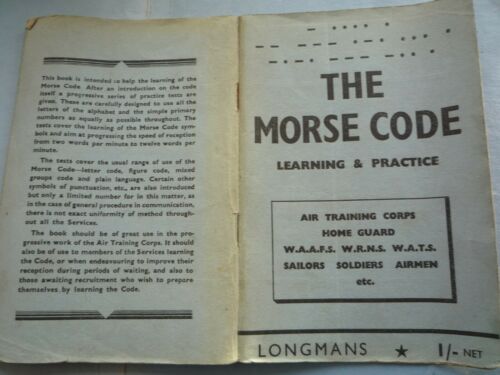 This book is intended to help the learning of the
Morse Code. After an introduction on the code
itself a progressive series of practice tests are
given. These are carefully designed to use all the
letters of the alphabet and the simple primary
numbers as equally as possible throughout. The
tests cover the learning of the Morse Code sym-
bols and aim at progressing the speed of reception
from two words per minute to twelve words per
minute.
The tests cover the usual range of use of the
Morse Code—letter code, figure code, mixed
groups code and plain language. Certain other
symbols of punctuation, etc., are also introduced
but only a limited number for in this matter, as
in the case of general procedure in communication,
there is not exact uniformity of method through-
out all the Services.
The book should be of great use in the pro-
gressive work of the Air Training Corps. It should
also be of use to members of the Services learning
the Code, or when endeavouring to improve their
reception during periods of waiting, and also to
those awaiting recruitment who wish to prepare
themselves by learning the Code.
THE
MORSE CODE
LEARNING & PRACTICE
AIR TRAINING CORPS
HOME GUARD
W.A.A.F.S. W.R.N.S. W.A.T.S.
SAILORS SOLDIERS AIRMEN
etc.
LONGMANS ★ 1/- NET